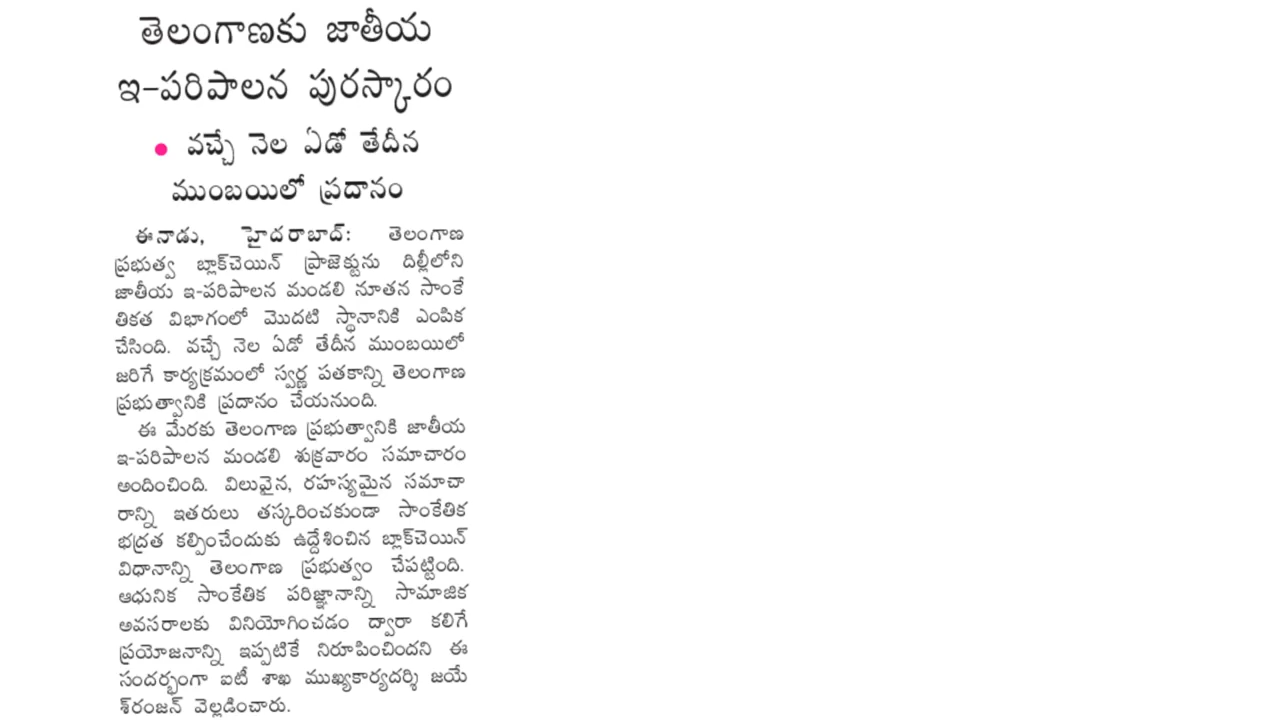 తెలంగాణకు జాతీయ
ఇ-పరిపాలన పురస్కారం
• వచ్చే నెల ఏడో తేదీన
ముంబయిలో ప్రదానం
ఈనాడు, హైదరాబాద్: తెలంగాణ
ప్రభుత్వ బ్లాక్‌చెయిన్ ప్రాజెక్టును దిల్లీలోని
జాతీయ ఇ-పరిపాలన మండలి నూతన సాంకే
తికత విభాగంలో మొదటి స్థానానికి ఎంపిక
చేసింది. వచ్చే నెల ఏడో తేదీన ముంబయిలో
జరిగే కార్యక్రమంలో స్వర్ణ పతకాన్ని తెలంగాణ
ప్రభుత్వానికి ప్రదానం చేయనుంది.
ఈ మేరకు తెలంగాణ ప్రభుత్వానికి జాతీయ
ఇ-పరిపాలన మండలి శుక్రవారం సమాచారం
అందించింది. విలువైన, రహస్యమైన సమాచా
రాన్ని ఇతరులు తస్కరించకుండా సాంకేతిక
భద్రత కల్పించేందుకు ఉద్దేశించిన బ్లాక్‌చెయిన్
విధానాన్ని తెలంగాణ ప్రభుత్వం చేపట్టింది.
ఆధునిక సాంకేతిక పరిజ్ఞానాన్ని సామాజిక
అవసరాలకు వినియోగించడం ద్వారా కలిగే
ప్రయోజనాన్ని ఇప్పటికే నిరూపించిందని ఈ
సందర్భంగా ఐటీ శాఖ ముఖ్యకార్యదర్శి జయే
శ్‌రంజన్ వెల్లడించారు.